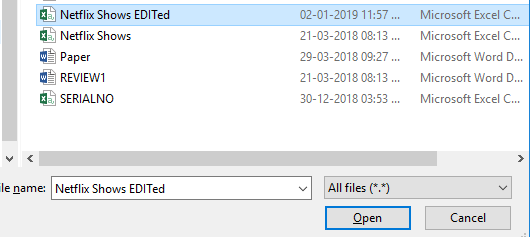 Netflix Shows EDITed 02-01-2019 11:57 ... Microsoft Excel C...
Netflix Shows 21-03-2018 08:13 ... Microsoft Excel C...
Paper 29-03-2018 09:27 ... Microsoft Word D...
REVIEW1 21-03-2018 08:13 ... Microsoft Word D...
SERIALNO 30-12-2018 03:53 ... Microsoft Excel C...
ile name: Netflix Shows EDITed All files (*.*)
Open Cancel